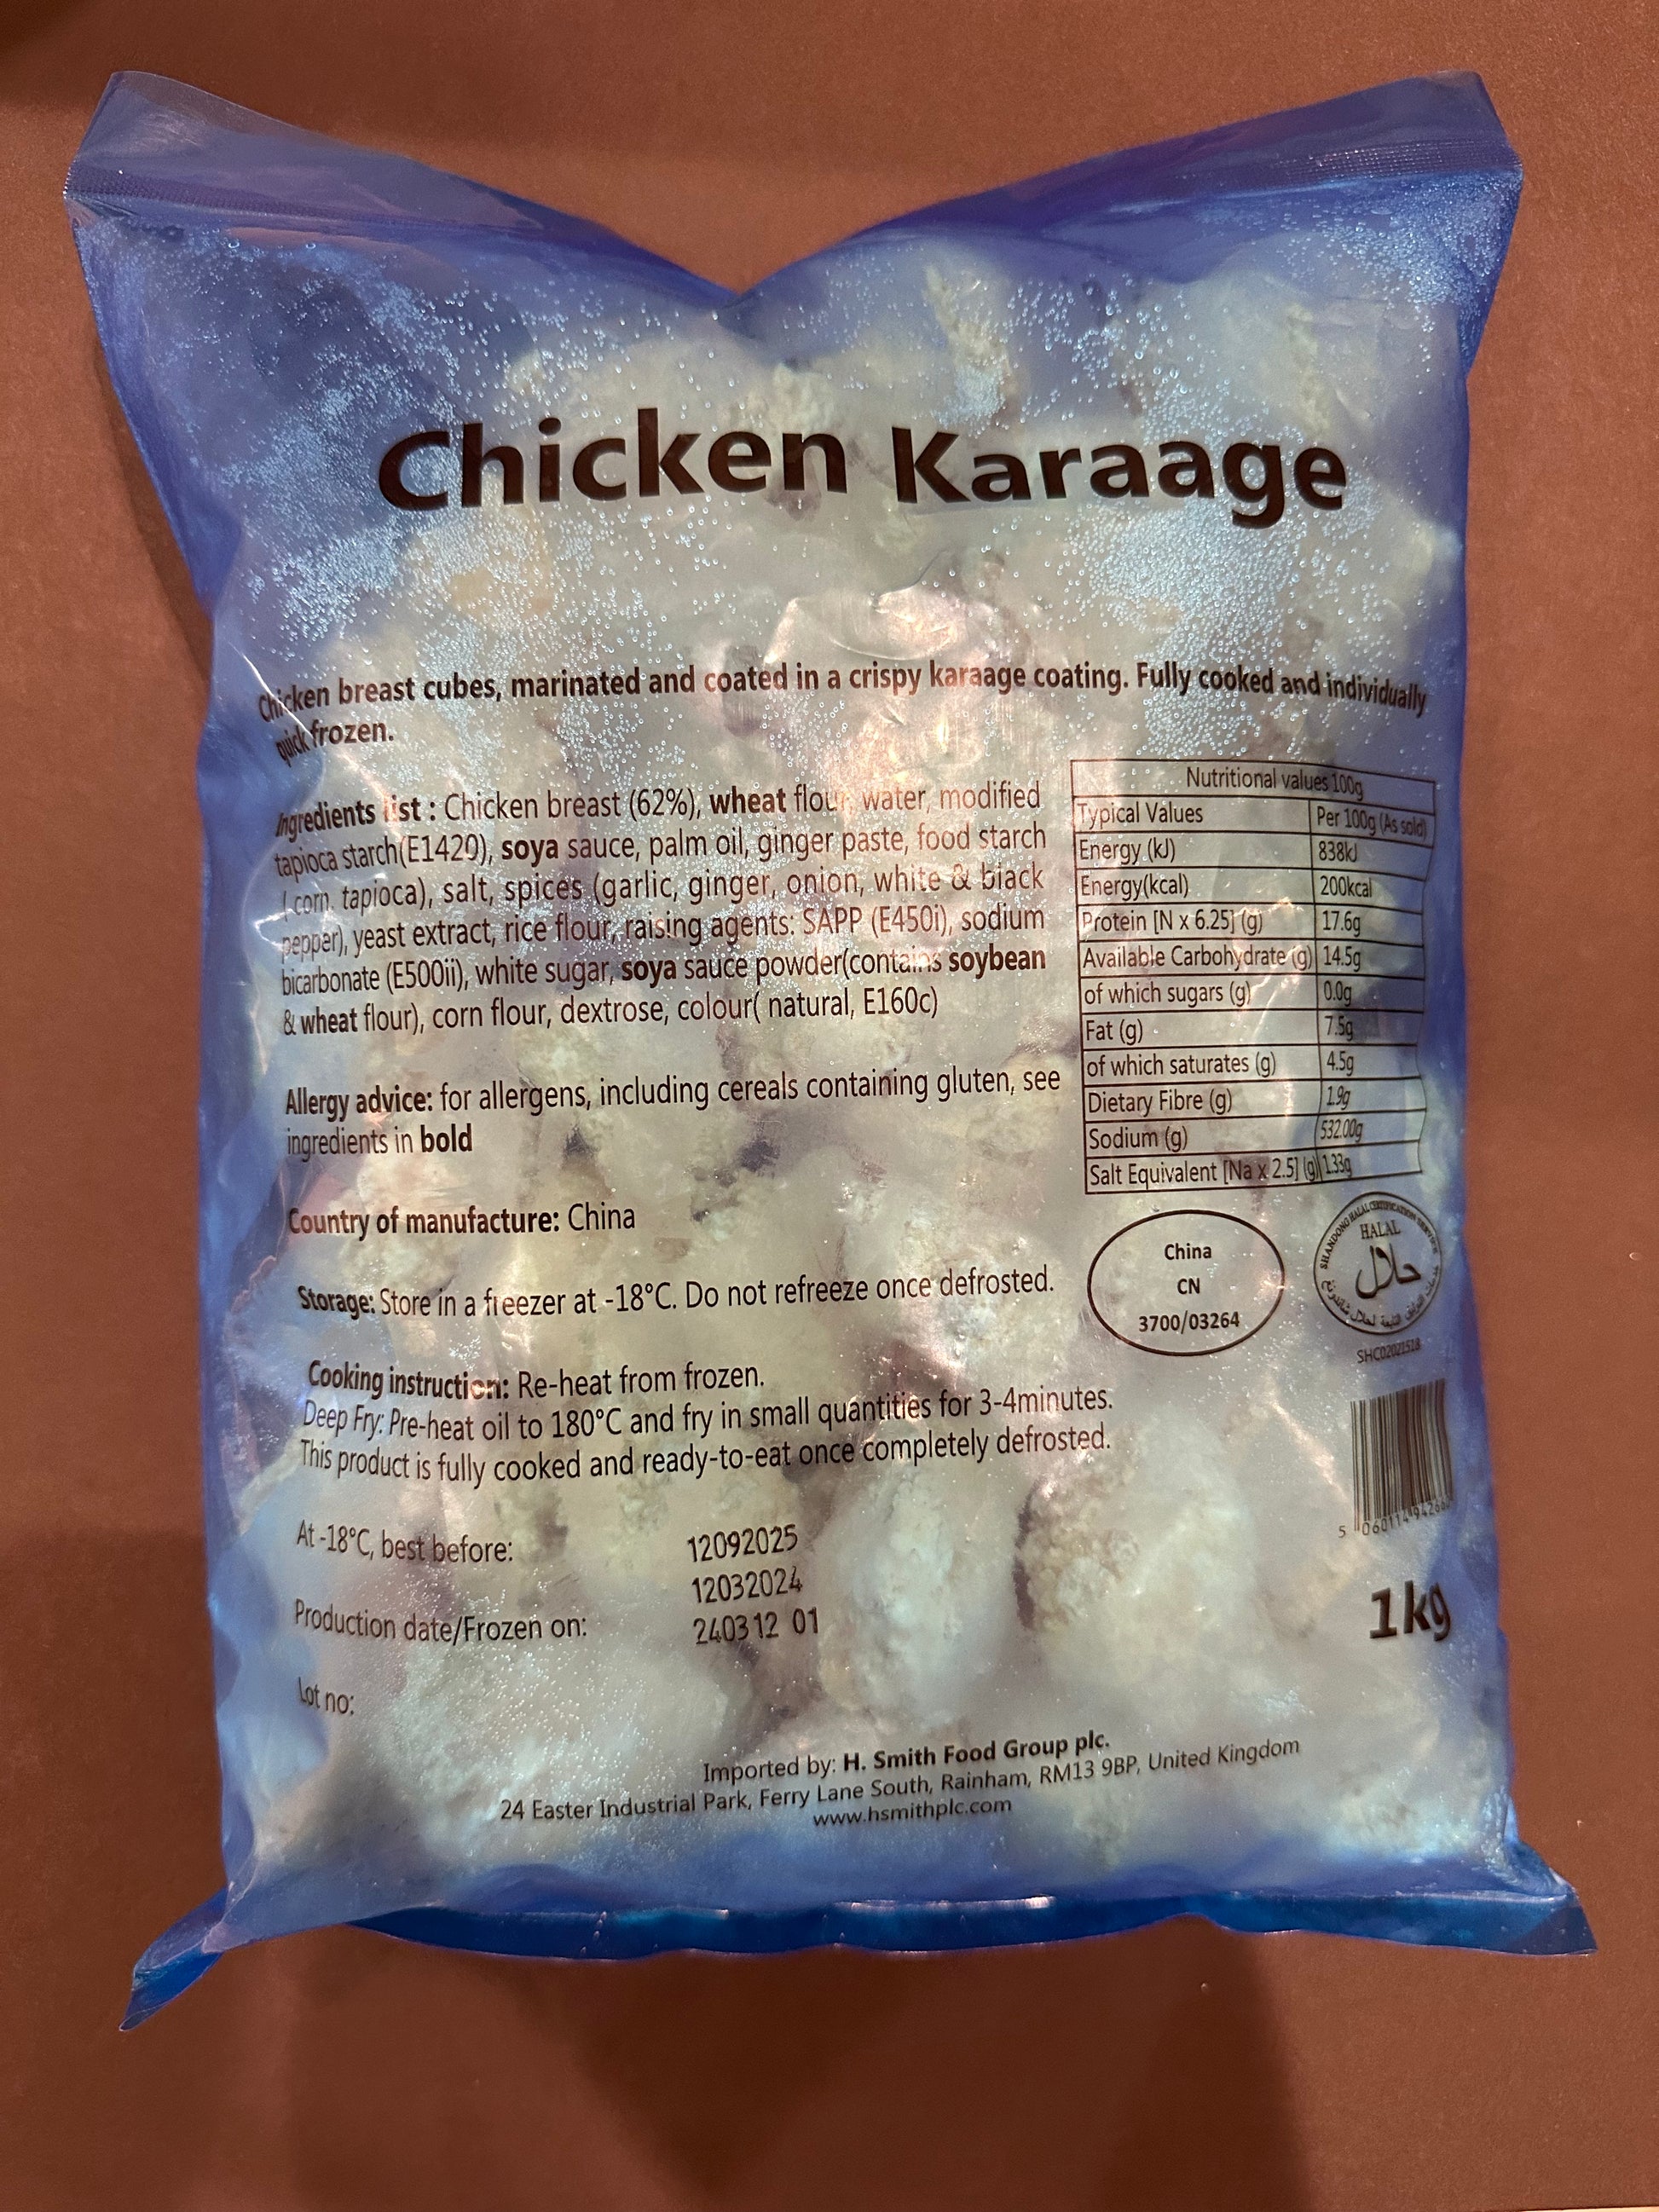 Chicken Karaage
Chicken breast cubes, marinated and coated in a crispy karaage coating. Fully cooked and individually
quick frozen.
Ingredients list : Chicken breast (62%), wheat flour, water, modified
tapioca starch(E1420), soya sauce, palm oil, ginger paste, food starch
( corn, tapioca), salt, spices (garlic, ginger, onion, white & black
pepper), yeast extract, rice flour, raising agents: SAPP (E450i), sodium
bicarbonate (E500ii), white sugar, soya sauce powder(contains soybean
& wheat flour), corn flour, dextrose, colour( natural, E160c)
Allergy advice: for allergens, including cereals containing gluten, see
ingredients in bold
Country of manufacture: China
Storage: Store in a freezer at -18°C. Do not refreeze once defrosted.
Cooking instruction: Re-heat from frozen.
Deep Fry: Pre-heat oil to 180°C and fry in small quantities for 3-4minutes.
This product is fully cooked and ready-to-eat once completely defrosted.
Nutritional values 100g
Typical Values Per 100g (As sold)
Energy (kJ) 838kJ
Energy(kcal) 200kcal
Protein [N x 6.25] (g) 17.6g
Available Carbohydrate (g) 14.5g
of which sugars (g) 0.0g
Fat (g) 7.5g
of which saturates (g) 4.5g
Dietary Fibre (g) 1.9g
Sodium (g) 532.00g
Salt Equivalent [Na x 2.5] (g) 1.33g
China
CN
3700/03264
SHANDONG HALAL CERTIFICATION SERVICE
HALAL
حلال
SHC02021518
At -18°C, best before: 12092025
12032024
Production date/Frozen on: 240312 01
Lot no:
1kg
Imported by: H. Smith Food Group plc.
24 Easter Industrial Park, Ferry Lane South, Rainham, RM13 9BP, United Kingdom
www.hsmithplc.com